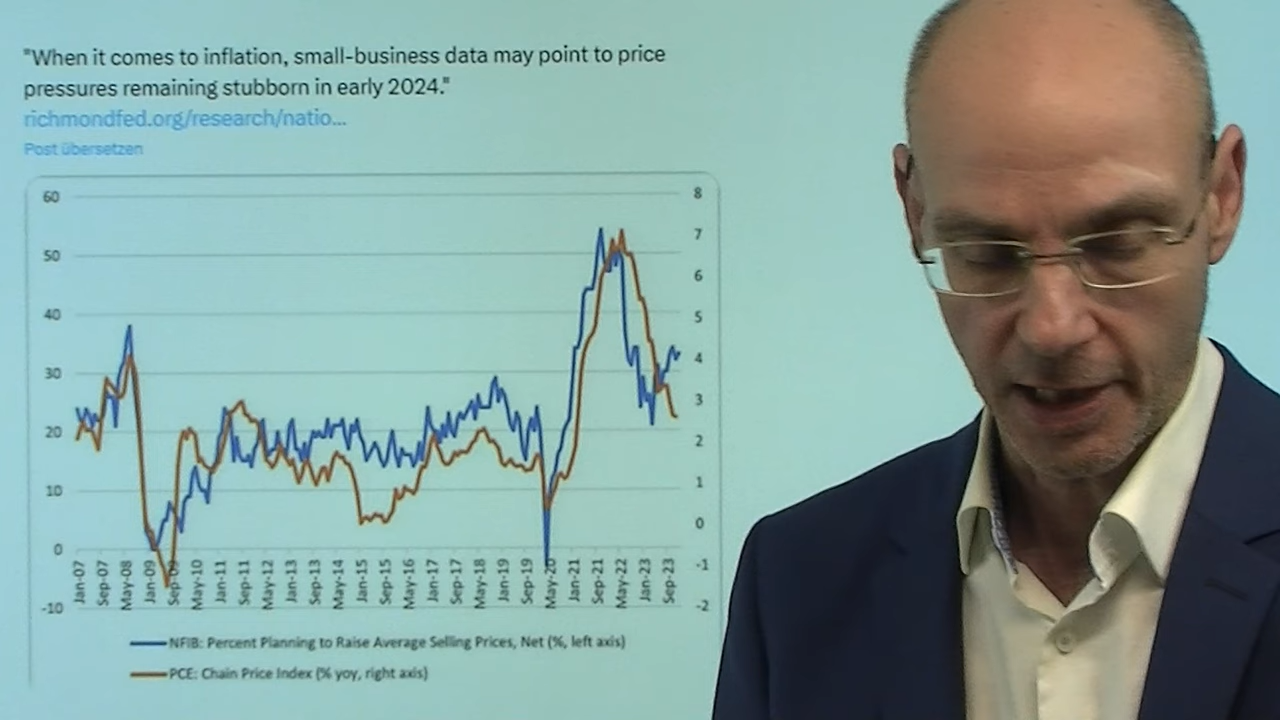 "When it comes to inflation, small-business data may point to price
pressures remaining stubborn in early 2024."
richmondfed.org/research/natio...
Post übersetzen
60
50
40
30
20
10
0
-10
8
7
6
5
4
3
2
1
0
-1
-2
Jan-07
Sep-07
May-08
Jan-09
Sep-09
May-10
Jan-11
Sep-11
May-12
Jan-13
Sep-13
May-14
Jan-15
Sep-15
May-16
Jan-17
Sep-17
May-18
Jan-19
Sep-19
May-20
Jan-21
Sep-21
May-22
Jan-23
Sep-23
NFIB: Percent Planning to Raise Average Selling Prices, Net (%, left axis)
PCE: Chain Price Index (% yoy, right axis)